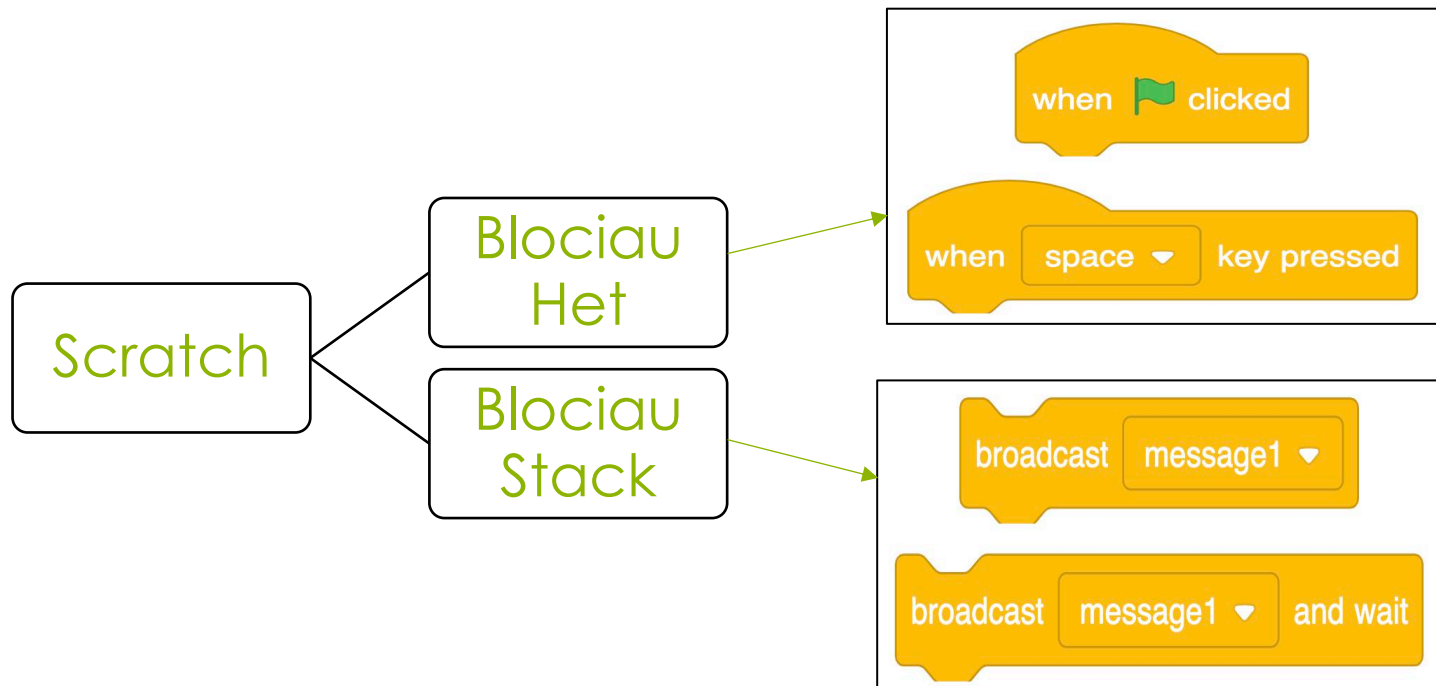 Scratch
Blociau
Het
Blociau
Stack
when clicked
when space key pressed
broadcast message1
broadcast message1 and wait